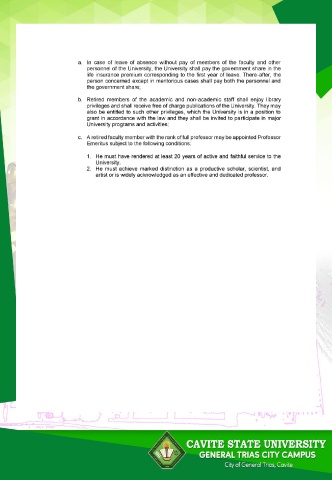 a. In case of leave of absence without pay of members of the faculty and other
personnel of the University, the University shall pay the government share in the
life insurance premium corresponding to the first year of leave. There-after, the
person concerned except in meritorious cases shall pay both the personnel and
the government share;
b. Retired members of the academic and non-academic staff shall enjoy library
privileges and shall receive free of charge publications of the University. They may
also be entitled to such other privileges, which the University is in a position to
grant in accordance with the law and they shall be invited to participate in major
University programs and activities;
c. A retired faculty member with the rank of full professor may be appointed Professor
Emeritus subject to the following conditions;
1. He must have rendered at least 20 years of active and faithful service to the
University.
2. He must achieve marked distinction as a productive scholar, scientist, and
artist or is widely acknowledged as an effective and dedicated professor.
CAVITE STATE UNIVERSITY
GENERAL TRIAS CITY CAMPUS
City of General Trias, Cavite